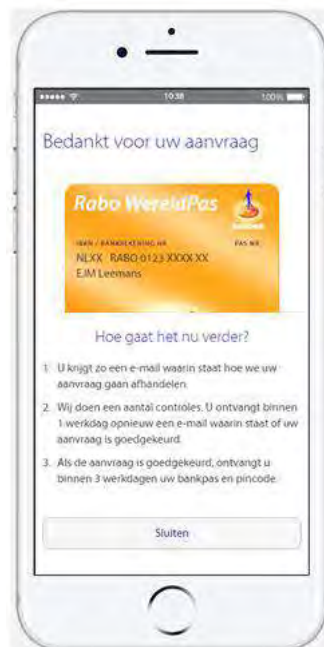 10:38 100%
Bedankt voor uw aanvraag
Rabo WereldPas
IBAN / BANKREKENING NR PAS NR
NLXX RABO 0123 XXXX XX
EJM Leemans
Hoe gaat het nu verder?
1. U krijgt zo een e-mail waarin staat hoe we uw
aanvraag gaan afhandelen.
2. Wij doen een aantal controles. U ontvangt binnen
1 werkdag opnieuw een e-mail waarin staat of uw
aanvraag is goedgekeurd.
3. Als de aanvraag is goedgekeurd, ontvangt u
binnen 3 werkdagen uw bankpas en pincode.
Sluiten